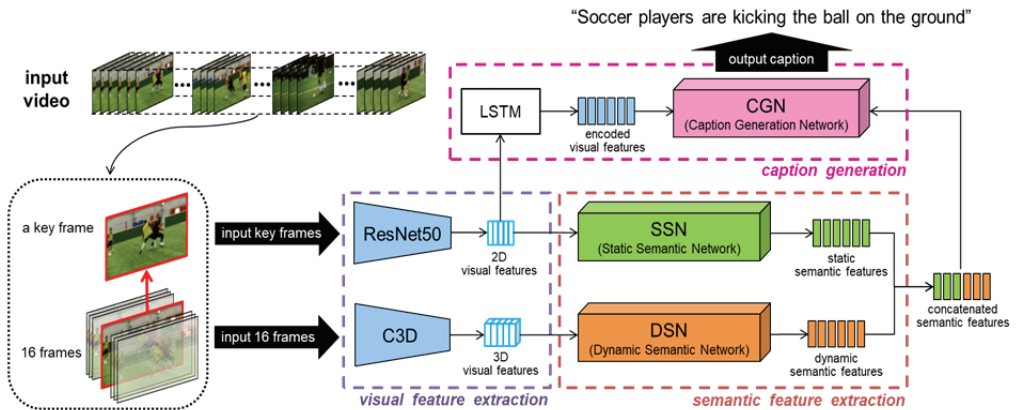 “Soccer players are kicking the ball on the ground”
output caption
input
video
LSTM
encoded
visual features
CGN
(Caption Generation Network)
caption generation
a key frame
16 frames
input key frames
input 16 frames
ResNet50
2D
visual features
C3D
3D
visual features
visual feature extraction
SSN
(Static Semantic Network)
static
semantic features
DSN
(Dynamic Semantic Network)
dynamic
semantic features
semantic feature extraction
concatenated
semantic features